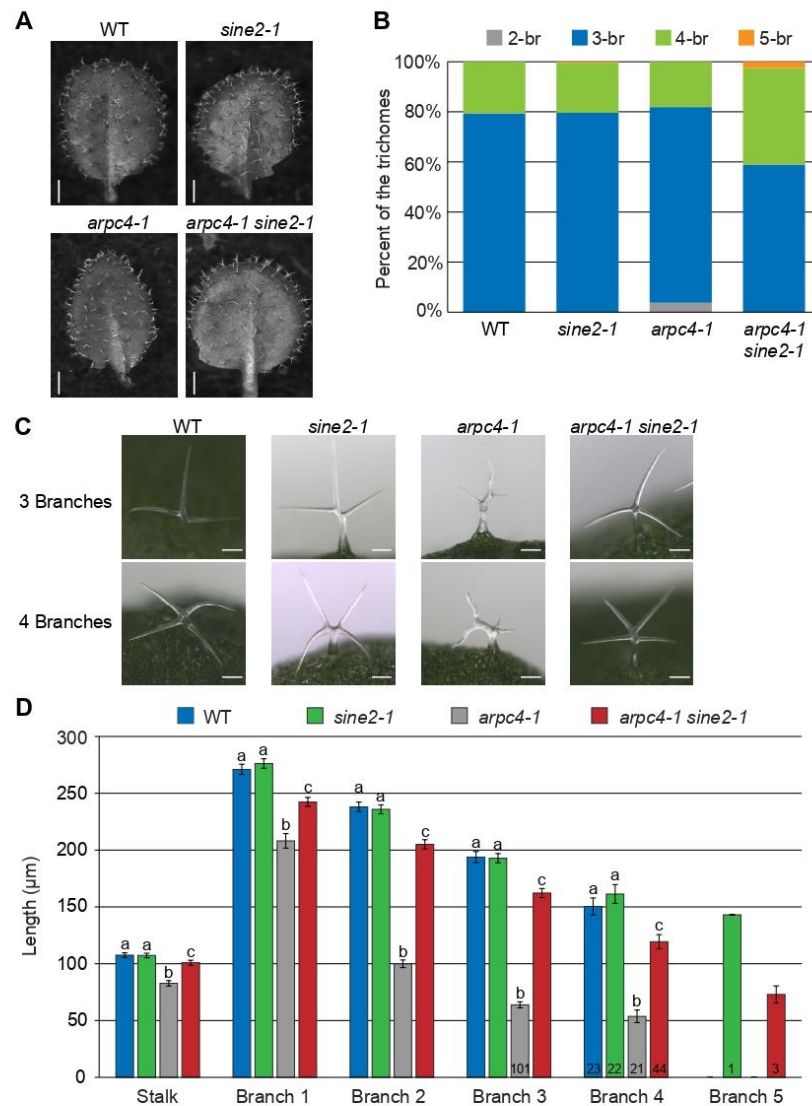 A
WT
sine2-1
arpc4-1
arpc4-1 sine2-1
B
2-br
3-br
4-br
5-br
Percent of the trichomes
100%
80%
60%
40%
20%
0%
WT
sine2-1
arpc4-1
arpc4-1
sine2-1
C
WT
sine2-1
arpc4-1
arpc4-1 sine2-1
3 Branches
4 Branches
D
WT
sine2-1
arpc4-1
arpc4-1 sine2-1
Length (µm)
300
250
200
150
100
50
0
a a b c
a a b c
a a b c
a a b c
a a b c
101
23 22 21 44
1 3
Stalk
Branch 1
Branch 2
Branch 3
Branch 4
Branch 5